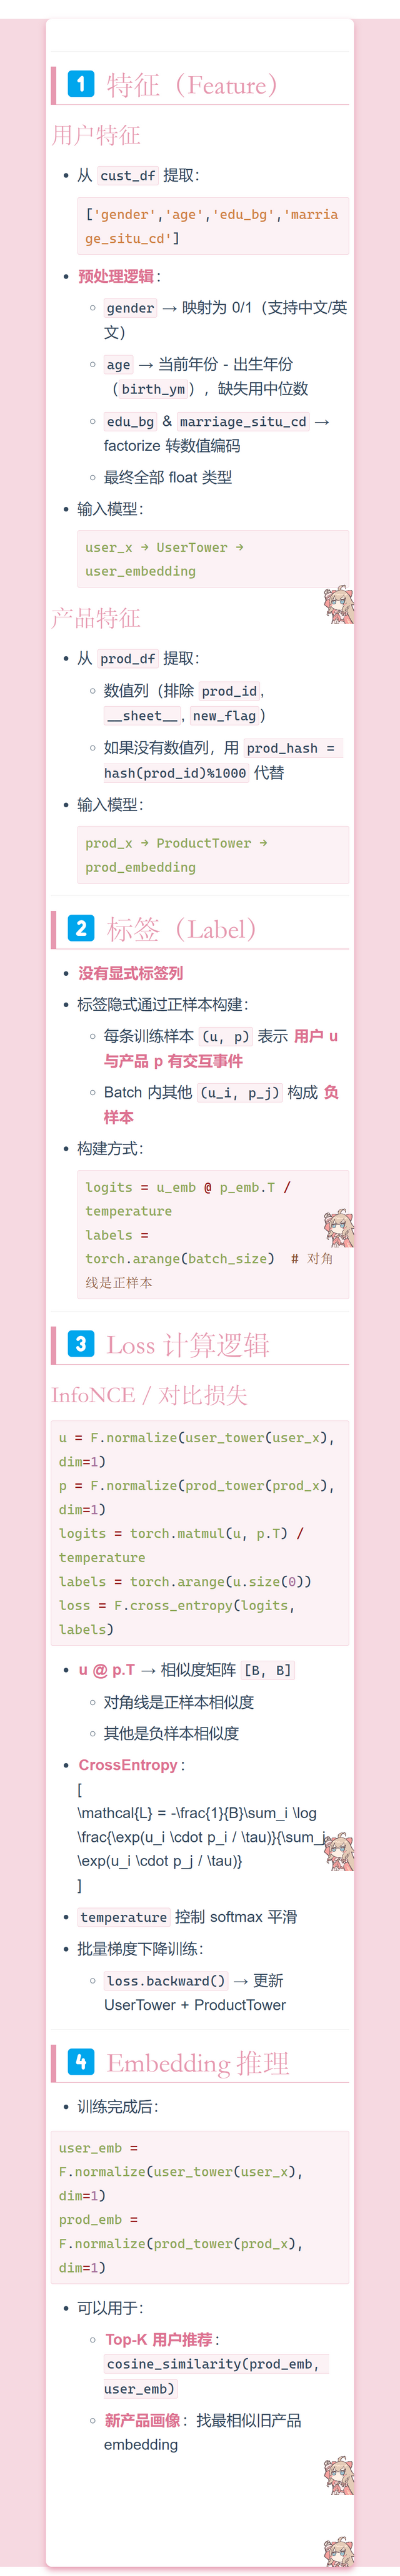 1 特征（Feature）
用户特征
• 从 cust_df 提取：
['gender','age','edu_bg','marria
ge_situ_cd']
• 预处理逻辑：
◦ gender → 映射为 0/1（支持中文/英
文）
◦ age → 当前年份 - 出生年份
（birth_ym），缺失用中位数
◦ edu_bg & marriage_situ_cd →
factorize 转数值编码
◦ 最终全部 float 类型
• 输入模型：
user_x → UserTower →
user_embedding
产品特征
• 从 prod_df 提取：
◦ 数值列（排除 prod_id,
__sheet__, new_flag）
◦ 如果没有数值列，用 prod_hash =
hash(prod_id)%1000 代替
• 输入模型：
prod_x → ProductTower →
prod_embedding
2 标签（Label）
• 没有显式标签列
• 标签隐式通过正样本构建：
◦ 每条训练样本 (u, p) 表示 用户 u
与产品 p 有交互事件
◦ Batch 内其他 (u_i, p_j) 构成 负
样本
• 构建方式：
logits = u_emb @ p_emb.T /
temperature
labels =
torch.arange(batch_size)  # 对角
线是正样本
3 Loss 计算逻辑
InfoNCE / 对比损失
u = F.normalize(user_tower(user_x),
dim=1)
p = F.normalize(prod_tower(prod_x),
dim=1)
logits = torch.matmul(u, p.T) /
temperature
labels = torch.arange(u.size(0))
loss = F.cross_entropy(logits,
labels)
• u @ p.T → 相似度矩阵 [B, B]
◦ 对角线是正样本相似度
◦ 其他是负样本相似度
• CrossEntropy：
[
\mathcal{L} = -\frac{1}{B}\sum_i \log
\frac{\exp(u_i \cdot p_i / \tau)}{\sum_j
\exp(u_i \cdot p_j / \tau)}
]
• temperature 控制 softmax 平滑
• 批量梯度下降训练：
◦ loss.backward() → 更新
UserTower + ProductTower
4 Embedding 推理
• 训练完成后：
user_emb =
F.normalize(user_tower(user_x),
dim=1)
prod_emb =
F.normalize(prod_tower(prod_x),
dim=1)
• 可以用于：
◦ Top-K 用户推荐：
cosine_similarity(prod_emb,
user_emb)
◦ 新产品画像：找最相似旧产品
embedding